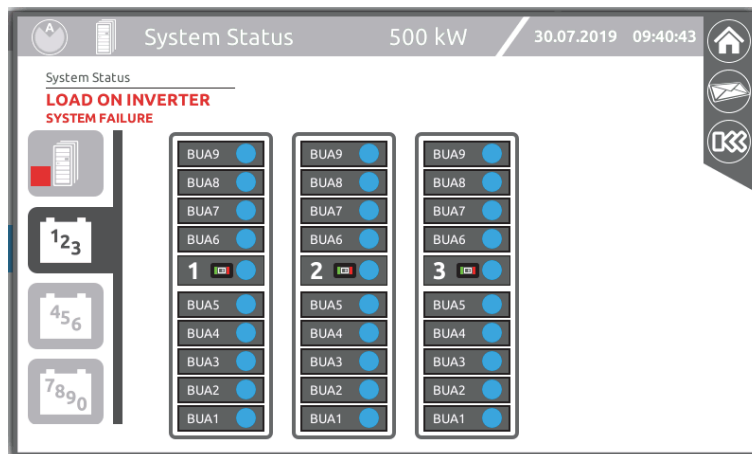 A
System Status 500 kW 30.07.2019 09:40:43
System Status
LOAD ON INVERTER
SYSTEM FAILURE
BUA9 BUA9 BUA9
BUA8 BUA8 BUA8
BUA7 BUA7 BUA7
BUA6 BUA6 BUA6
1 2 3
BUA5 BUA5 BUA5
BUA4 BUA4 BUA4
BUA3 BUA3 BUA3
BUA2 BUA2 BUA2
BUA1 BUA1 BUA1
123
456
7890